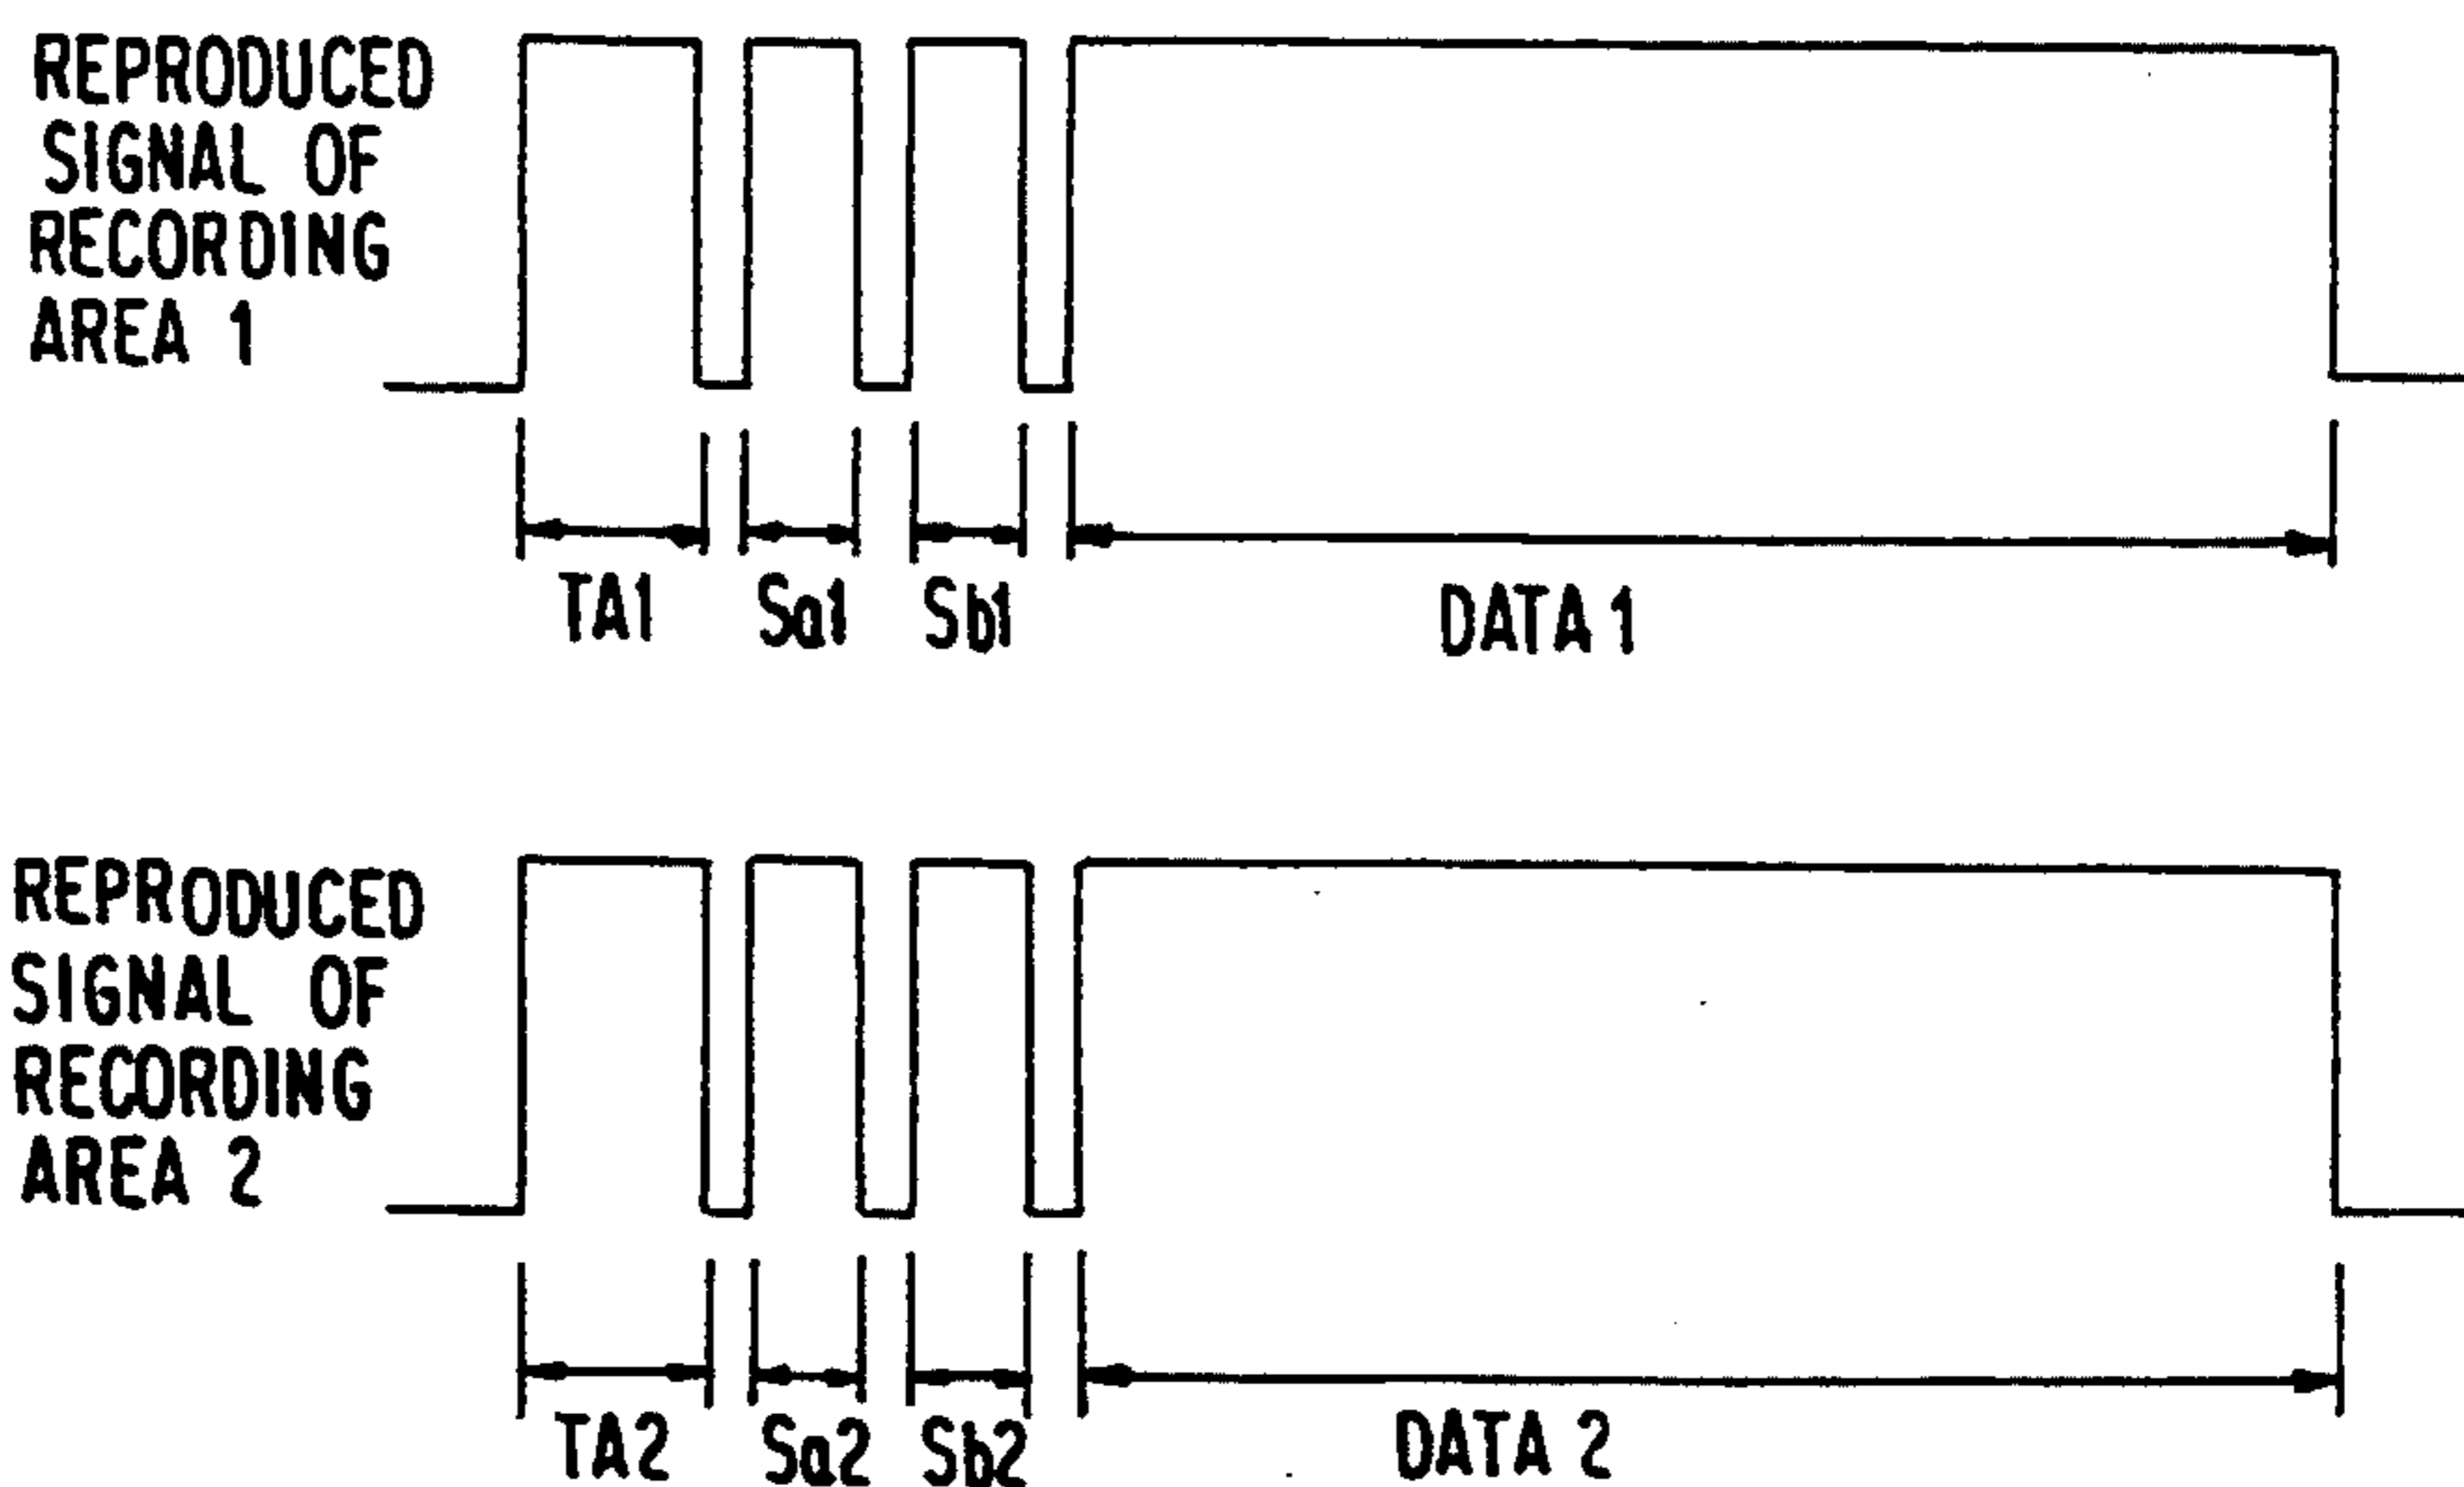 REPRODUCED
SIGNAL OF
RECORDING
AREA 1
TA1 Sa1 Sb1 DATA 1
REPRODUCED
SIGNAL OF
RECORDING
AREA 2
TA2 Sa2 Sb2 DATA 2